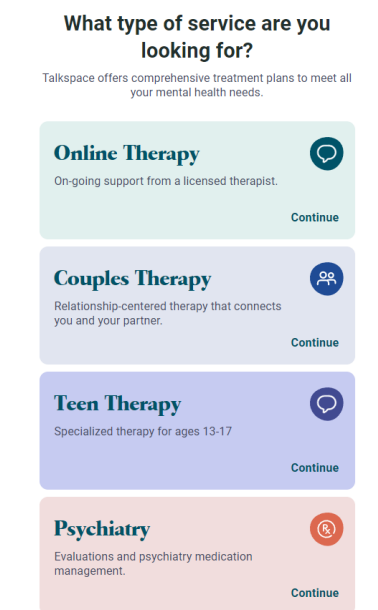 What type of service are you
looking for?
Talkspace offers comprehensive treatment plans to meet all
your mental health needs.
Online Therapy
On-going support from a licensed therapist.
Continue
Couples Therapy
Relationship-centered therapy that connects
you and your partner.
Continue
Teen Therapy
Specialized therapy for ages 13-17
Continue
Psychiatry
Rx
Evaluations and psychiatry medication
management.
Continue